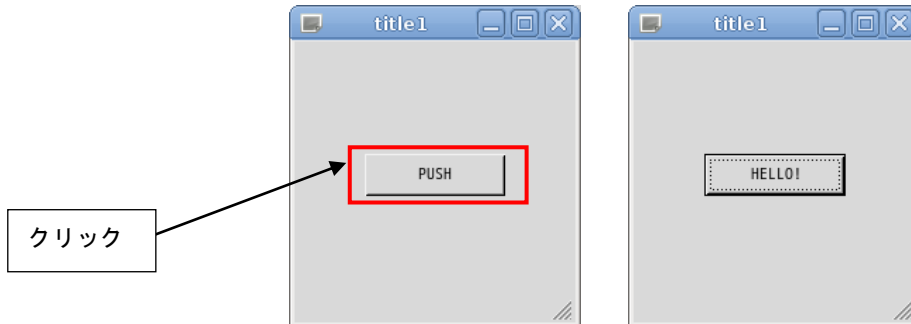 title1
title1
PUSH
HELLO!
クリック